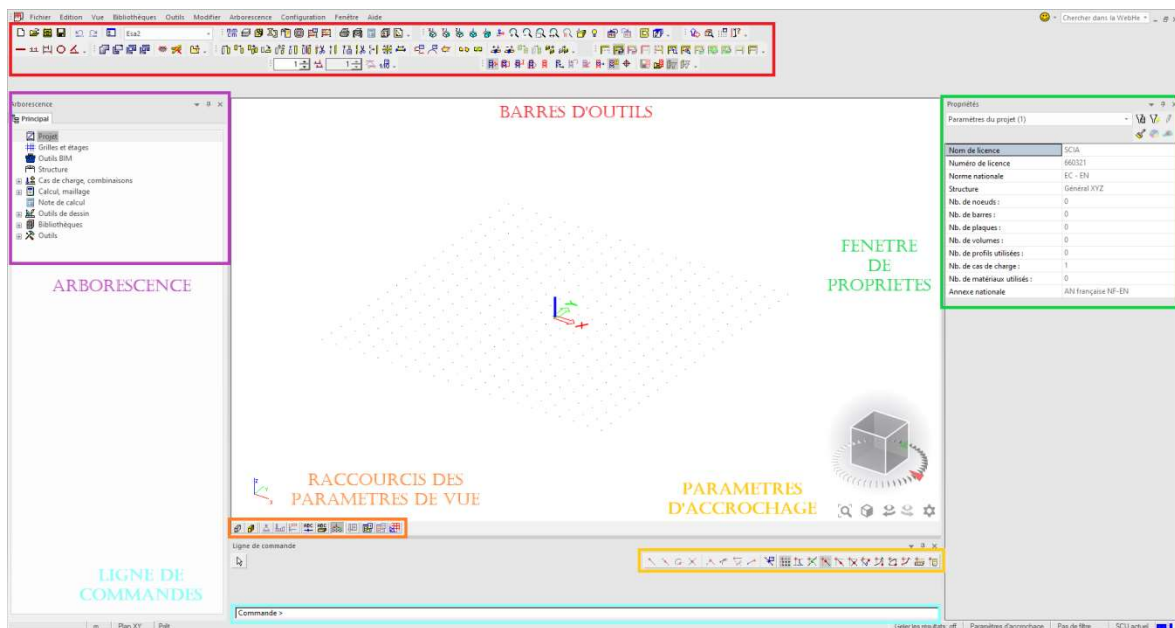 Fichier Edition Vue Bibliothèques Outils Modifier Arborescence Configuration Fenêtre Aide
Chercher dans la WebHe
Esa2
1 1
BARRES D'OUTILS
Arborescence
Principal
Projet
Grilles et étages
Outils BIM
Structure
Cas de charge, combinaisons
Calcul, maillage
Note de calcul
Outils de dessin
Bibliothèques
Outils
ARBORESCENCE
Propriétés
Paramètres du projet (1)
Nom de licence SCIA
Numéro de licence 660321
Norme nationale EC - EN
Structure Général XYZ
Nb. de noeuds : 0
Nb. de barres : 0
Nb. de plaques : 0
Nb. de volumes : 0
Nb. de profils utilisées : 0
Nb. de cas de charge : 1
Nb. de matériaux utilisés : 0
Annexe nationale AN française NF-EN
FENETRE
DE
PROPRIETES
X
Y
RACCOURCIS DES
PARAMETRES DE VUE
PARAMETRES
D'ACCROCHAGE
Ligne de commande
LIGNE DE
COMMANDES
Commande >
Plan XY Prêt
Paramètres d'accrochage Pas de filtre SCU actuel